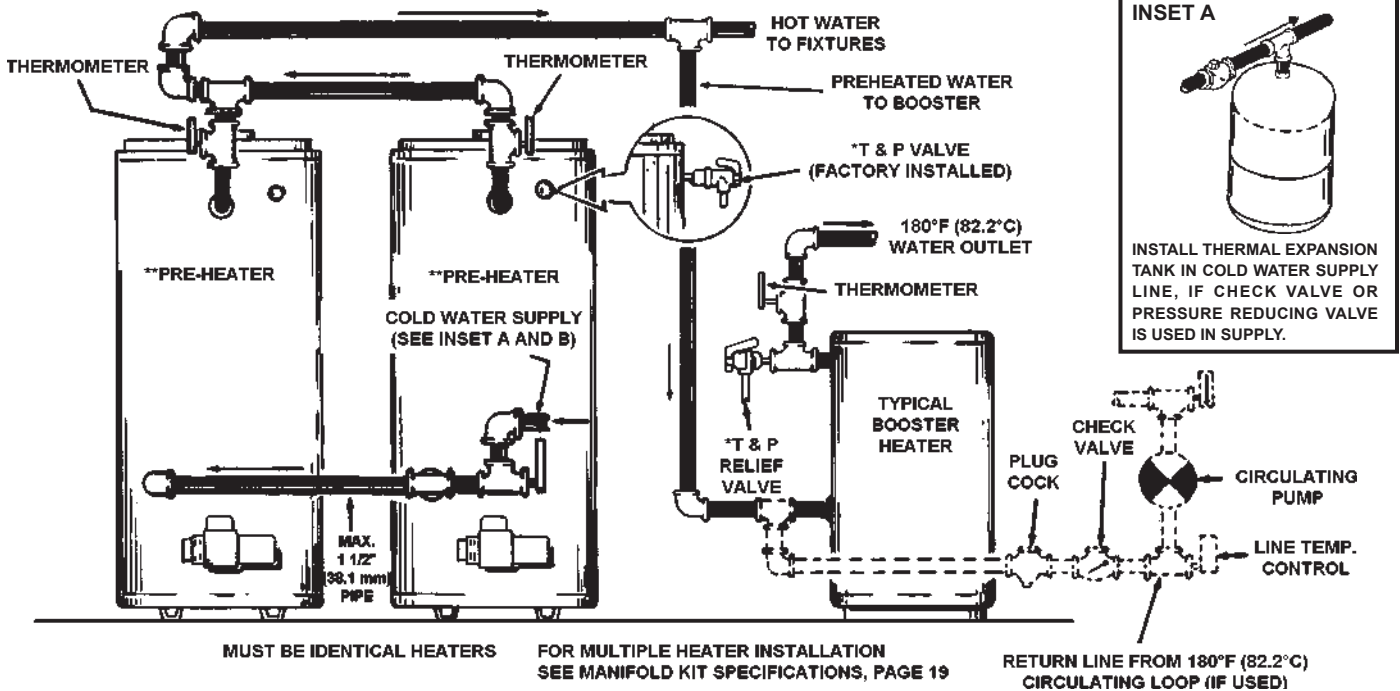 HOT WATER
TO FIXTURES
THERMOMETER
THERMOMETER
PREHEATED WATER
TO BOOSTER
*T & P VALVE
(FACTORY INSTALLED)
180°F (82.2°C)
WATER OUTLET
THERMOMETER
**PRE-HEATER
**PRE-HEATER
COLD WATER SUPPLY
(SEE INSET A AND B)
*T & P
RELIEF
VALVE
TYPICAL
BOOSTER
HEATER
PLUG
COCK
CHECK
VALVE
CIRCULATING
PUMP
LINE TEMP.
CONTROL
MAX.
1 1/2"
(38.1 mm)
PIPE
MUST BE IDENTICAL HEATERS
FOR MULTIPLE HEATER INSTALLATION
SEE MANIFOLD KIT SPECIFICATIONS, PAGE 19
RETURN LINE FROM 180°F (82.2°C)
CIRCULATING LOOP (IF USED)
INSET A
INSTALL THERMAL EXPANSION
TANK IN COLD WATER SUPPLY
LINE, IF CHECK VALVE OR
PRESSURE REDUCING VALVE
IS USED IN SUPPLY.